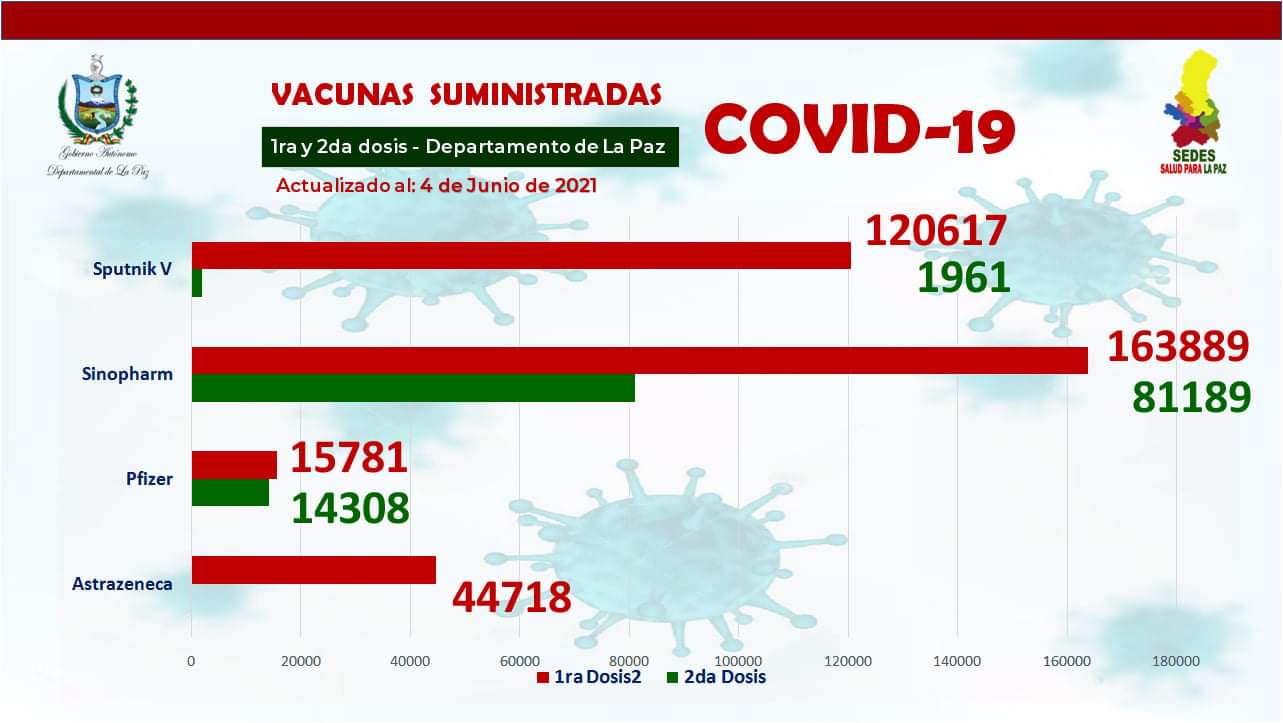 VACUNAS SUMINISTRADAS
COVID-19
1ra y 2da dosis - Departamento de La Paz
Actualizado al: 4 de Junio de 2021
Gobierno Autónomo
Departamental de La Paz
SEDES
SALUD PARA LA PAZ
Sputnik V
120617
1961
Sinopharm
163889
81189
Pfizer
15781
14308
Astrazeneca
44718
0 20000 40000 60000 80000 100000 120000 140000 160000 180000
1ra Dosis2 2da Dosis